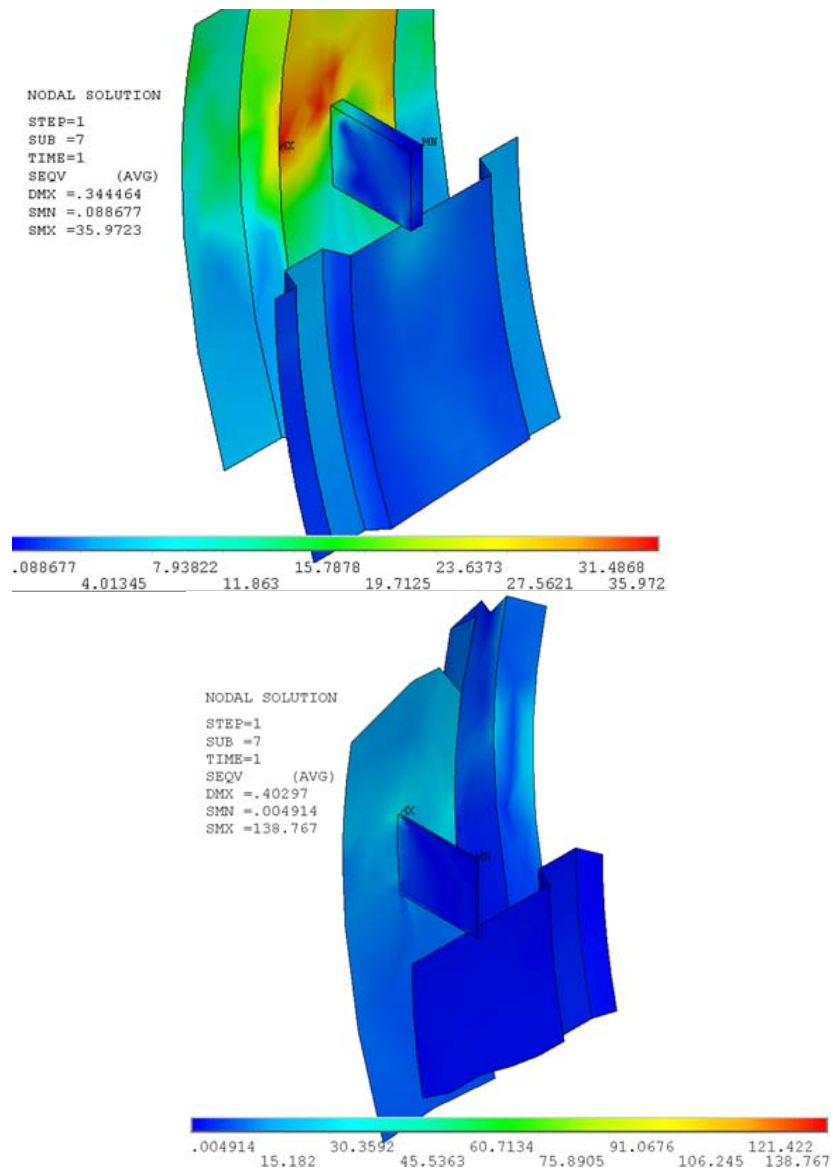 NODAL SOLUTION
STEP=1
SUB =7
TIME=1
SEQV (AVG)
DMX =.344464
SMN =.088677
SMX =35.9723
MX
MN
.088677 7.93822 15.7878 23.6373 31.4868
4.01345 11.863 19.7125 27.5621 35.972
NODAL SOLUTION
STEP=1
SUB =7
TIME=1
SEQV (AVG)
DMX =.40297
SMN =.004914
SMX =138.767
MX
MN
.004914 30.3592 60.7134 91.0676 121.422
15.182 45.5363 75.8905 106.245 138.767